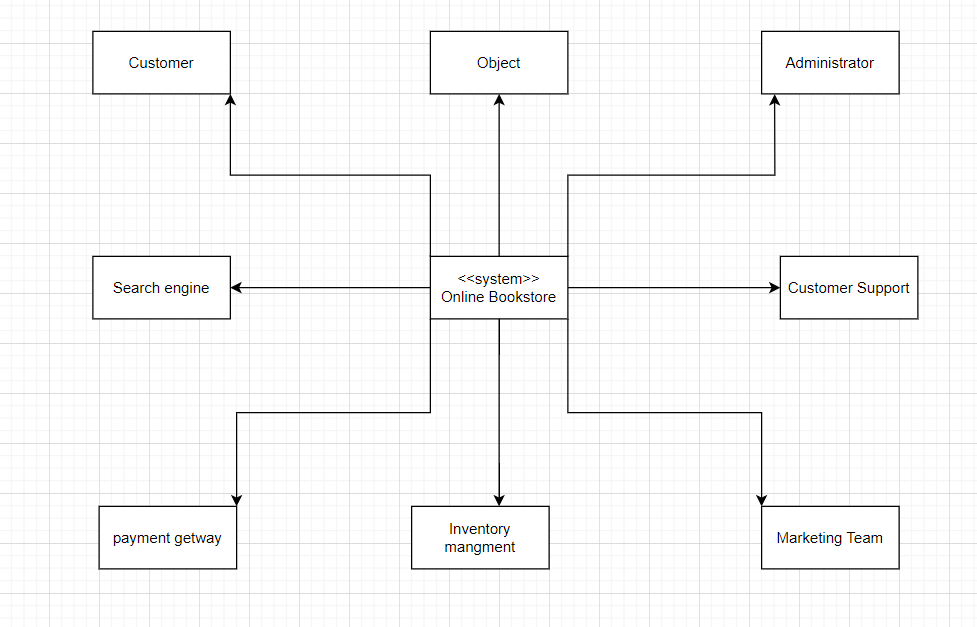 Customer
Object
Administrator
Search engine
<<system>>
Online Bookstore
Customer Support
payment getway
Inventory
mangment
Marketing Team